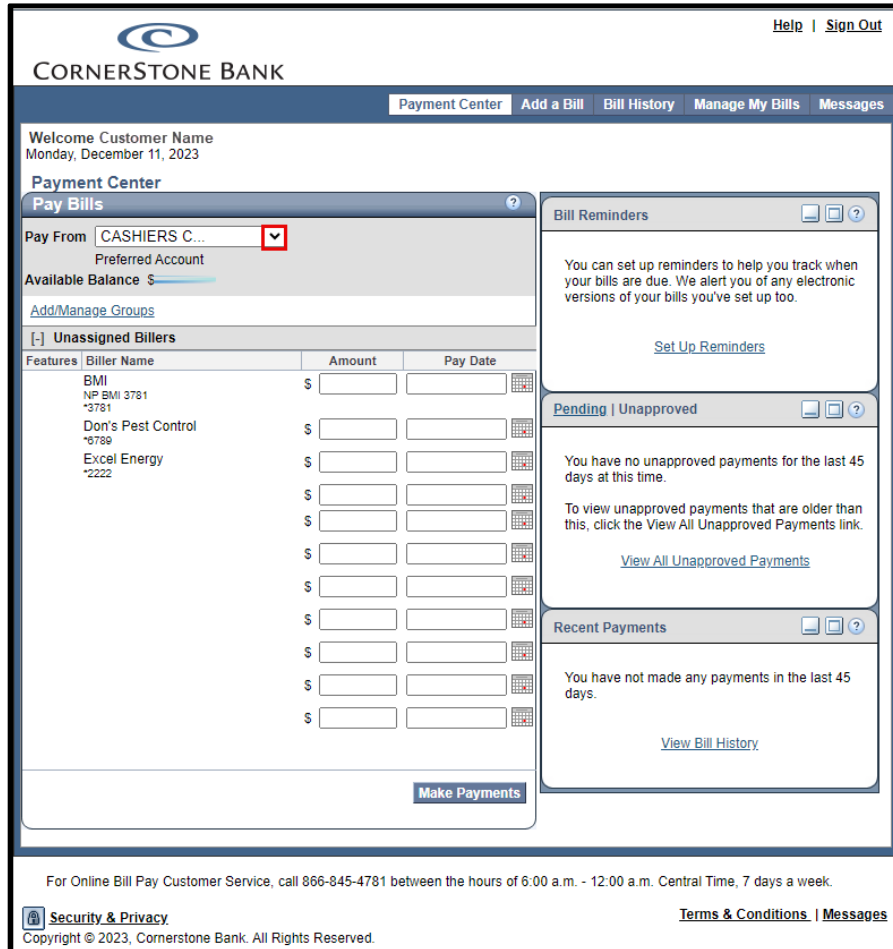 Help | Sign Out
CORNERSTONE BANK
Payment Center Add a Bill Bill History Manage My Bills Messages
Welcome Customer Name
Monday, December 11, 2023
Payment Center
Pay Bills ?
Pay From CASHIERS C...
Preferred Account
Available Balance $
Add/Manage Groups
[-] Unassigned Billers
Features Biller Name Amount Pay Date
BMI $
NP BMI 3781
*3781
Don's Pest Control $
*6789
Excel Energy $
*2222
$
$
$
$
$
$
$
$
Make Payments
Bill Reminders ?
You can set up reminders to help you track when
your bills are due. We alert you of any electronic
versions of your bills you've set up too.
Set Up Reminders
Pending | Unapproved ?
You have no unapproved payments for the last 45
days at this time.
To view unapproved payments that are older than
this, click the View All Unapproved Payments link.
View All Unapproved Payments
Recent Payments ?
You have not made any payments in the last 45
days.
View Bill History
For Online Bill Pay Customer Service, call 866-845-4781 between the hours of 6:00 a.m. - 12:00 a.m. Central Time, 7 days a week.
Security & Privacy
Terms & Conditions | Messages
Copyright © 2023, Cornerstone Bank. All Rights Reserved.